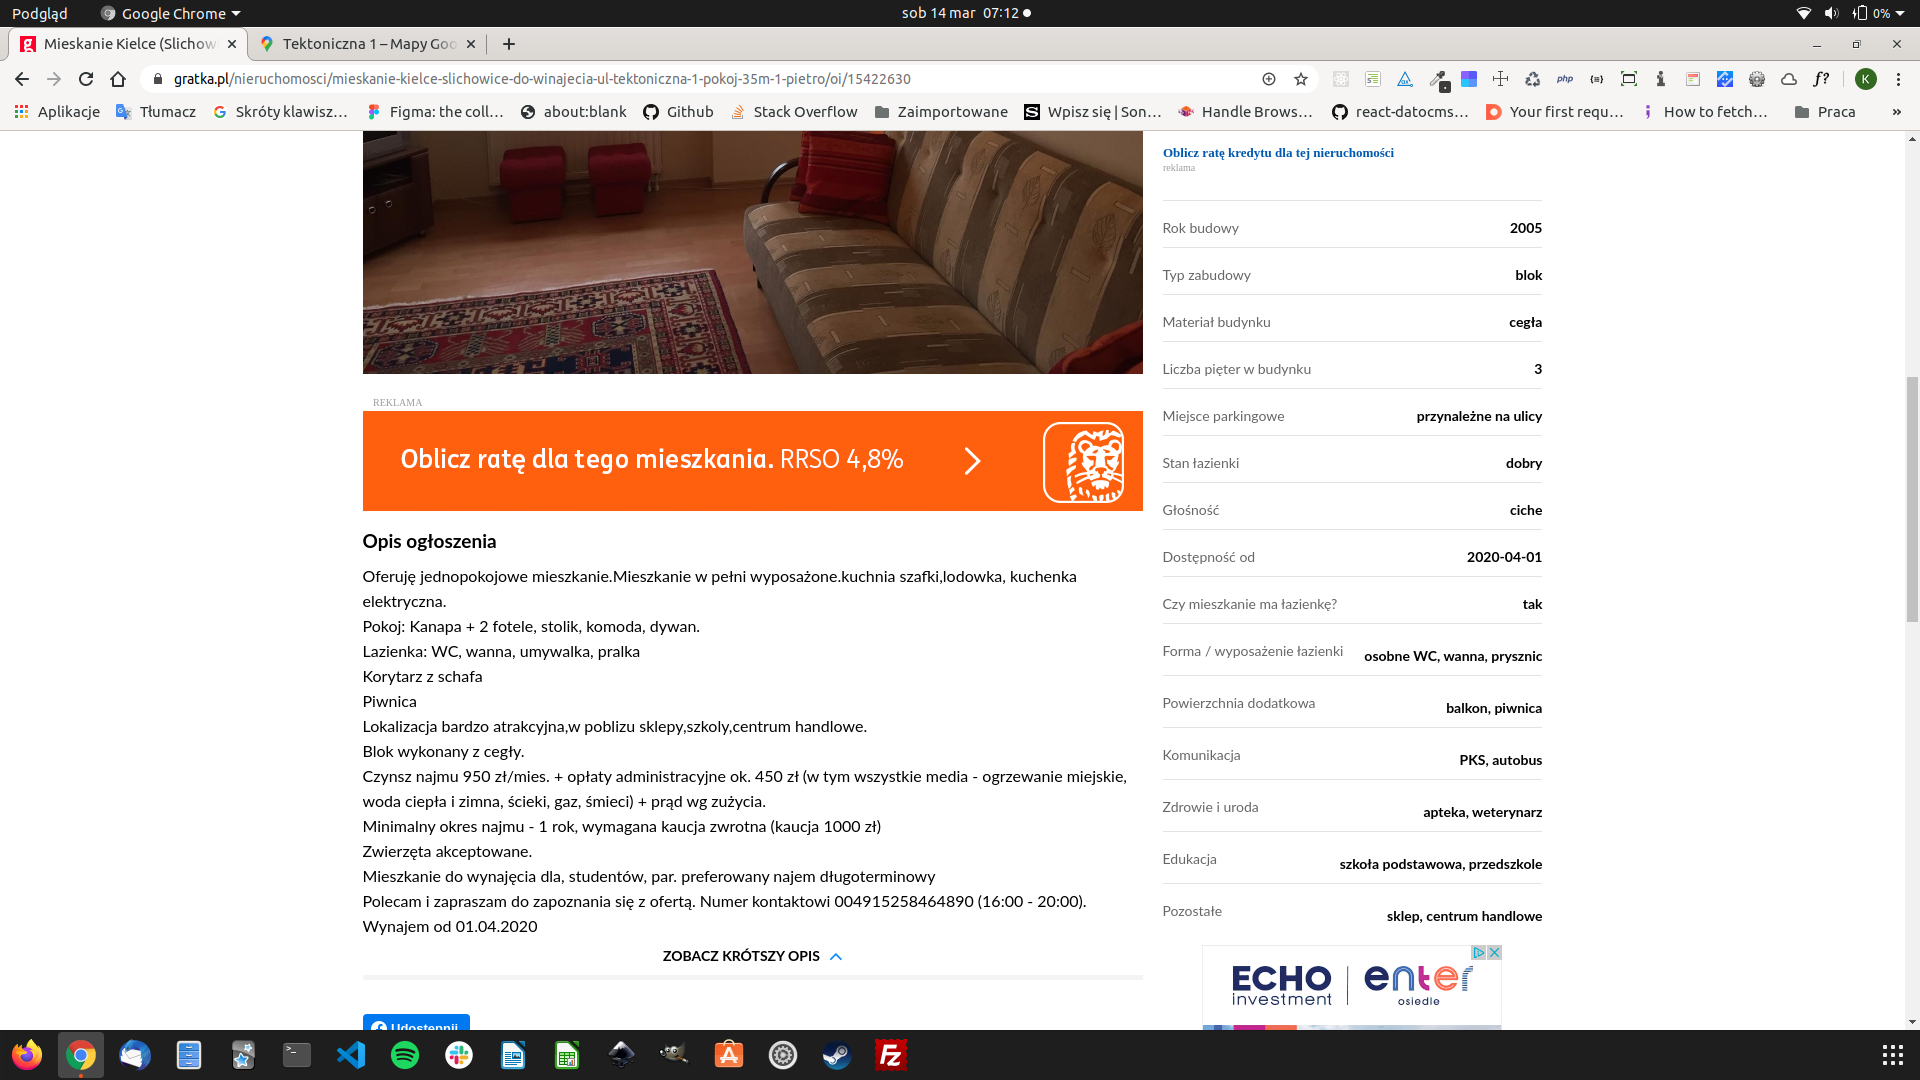 Podgląd
Google Chrome
sob 14 mar 07:12
0%
Mieszkanie Kielce (Slichow
Tektoniczna 1 – Mapy Goo
gratka.pl/nieruchomosci/mieszkanie-kielce-slichowice-do-winajecia-ul-tektoniczna-1-pokoj-35m-1-pietro/oi/15422630
php
f?
K
Aplikacje
Tłumacz
Skróty klawisz…
Figma: the coll…
about:blank
Github
Stack Overflow
Zaimportowane
Wpisz się | Son…
Handle Brows…
react-datocms…
Your first requ…
How to fetch…
Praca
»
Oblicz ratę kredytu dla tej nieruchomości
reklama
Rok budowy 2005
Typ zabudowy blok
Materiał budynku cegła
Liczba pięter w budynku 3
Miejsce parkingowe przynależne na ulicy
Stan łazienki dobry
Głośność ciche
Dostępność od 2020-04-01
Czy mieszkanie ma łazienkę? tak
Forma / wyposażenie łazienki osobne WC, wanna, prysznic
Powierzchnia dodatkowa balkon, piwnica
Komunikacja PKS, autobus
Zdrowie i uroda apteka, weterynarz
Edukacja szkoła podstawowa, przedszkole
Pozostałe sklep, centrum handlowe
REKLAMA
Oblicz ratę dla tego mieszkania. RRSO 4,8%
Opis ogłoszenia
Oferuję jednopokojowe mieszkanie.Mieszkanie w pełni wyposażone.kuchnia szafki,lodowka, kuchenka
elektryczna.
Pokoj: Kanapa + 2 fotele, stolik, komoda, dywan.
Lazienka: WC, wanna, umywalka, pralka
Korytarz z schafa
Piwnica
Lokalizacja bardzo atrakcyjna,w poblizu sklepy,szkoly,centrum handlowe.
Blok wykonany z cegły.
Czynsz najmu 950 zł/mies. + opłaty administracyjne ok. 450 zł (w tym wszystkie media - ogrzewanie miejskie,
woda ciepła i zimna, ścieki, gaz, śmieci) + prąd wg zużycia.
Minimalny okres najmu - 1 rok, wymagana kaucja zwrotna (kaucja 1000 zł)
Zwierzęta akceptowane.
Mieszkanie do wynajęcia dla, studentów, par. preferowany najem długoterminowy
Polecam i zapraszam do zapoznania się z ofertą. Numer kontaktowi 004915258464890 (16:00 - 20:00).
Wynajem od 01.04.2020
ZOBACZ KRÓTSZY OPIS
Udostępnij
ECHO
investment
enter
osiedle
Fz